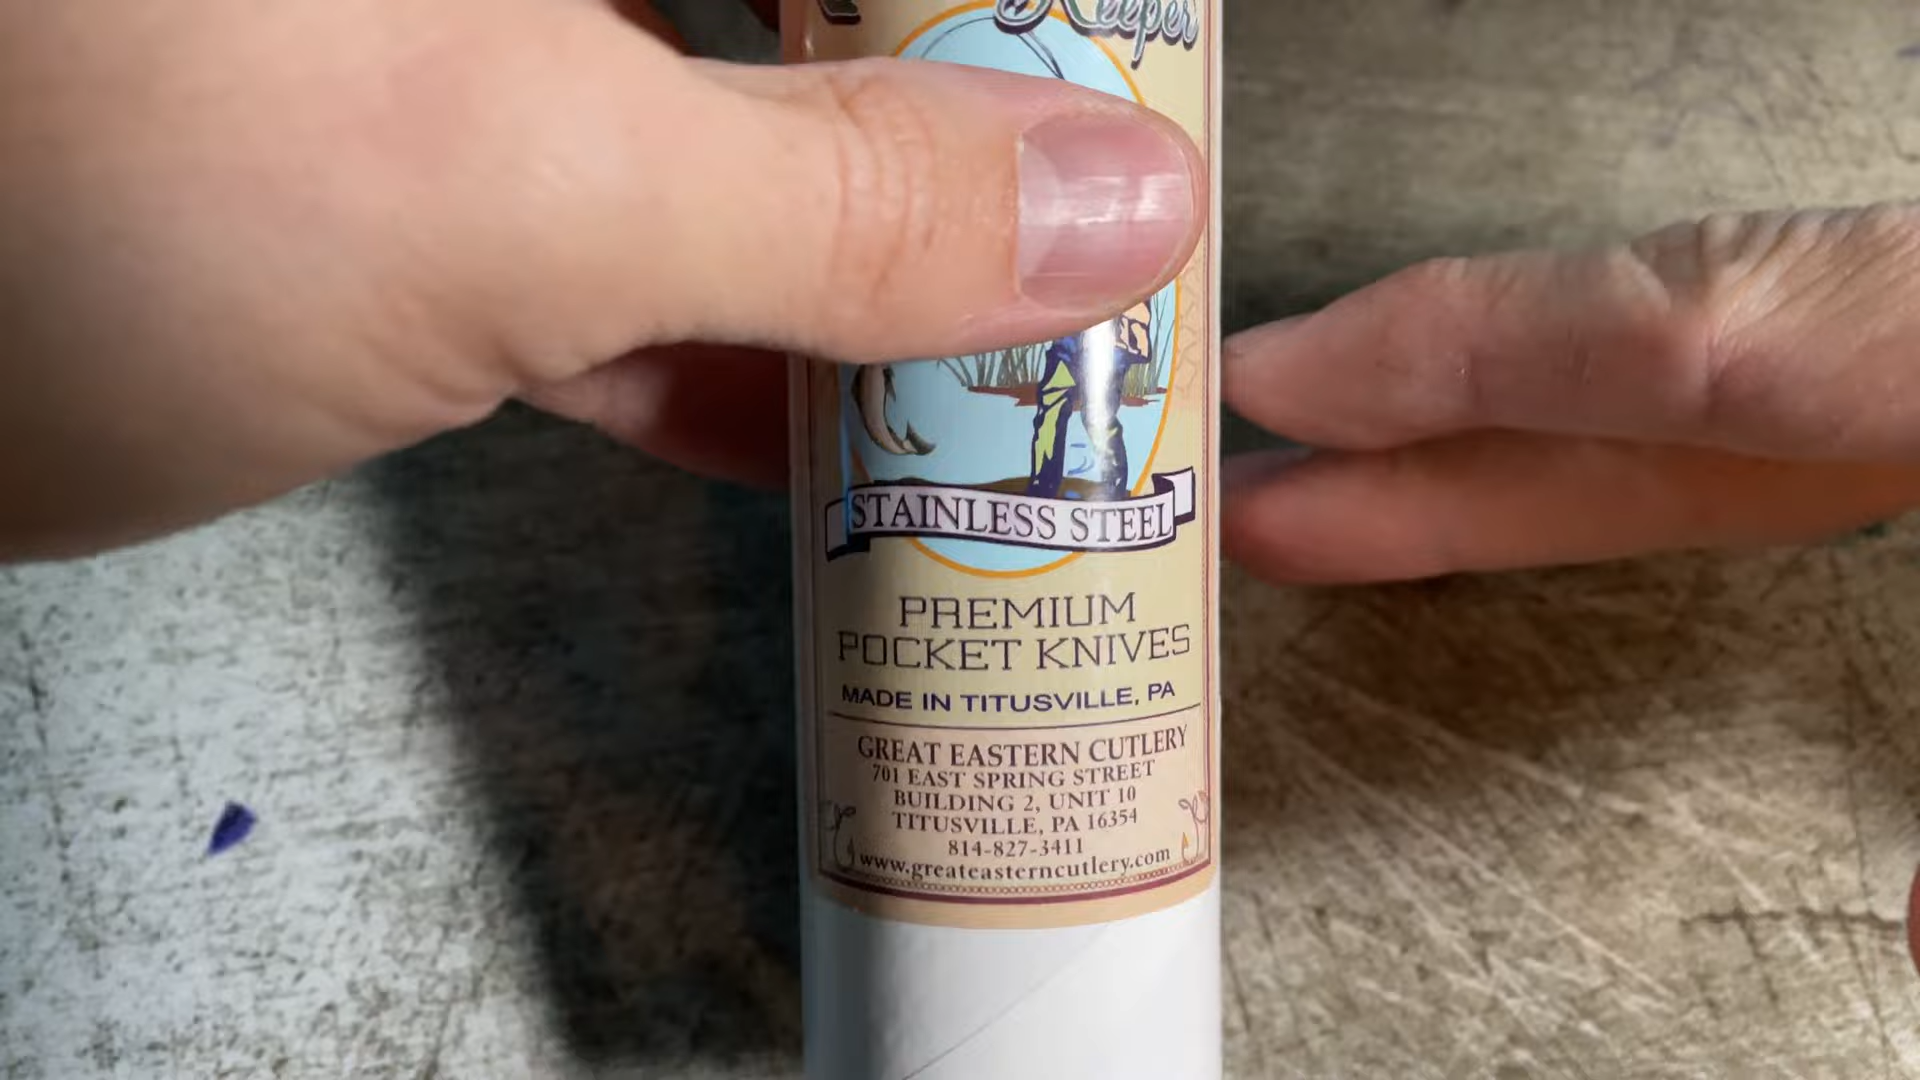 Keeper
STAINLESS STEEL
PREMIUM
POCKET KNIVES
MADE IN TITUSVILLE, PA
GREAT EASTERN CUTLERY
701 EAST SPRING STREET
BUILDING 2, UNIT 10
TITUSVILLE, PA 16354
814-827-3411
www.greateasterncutlery.com